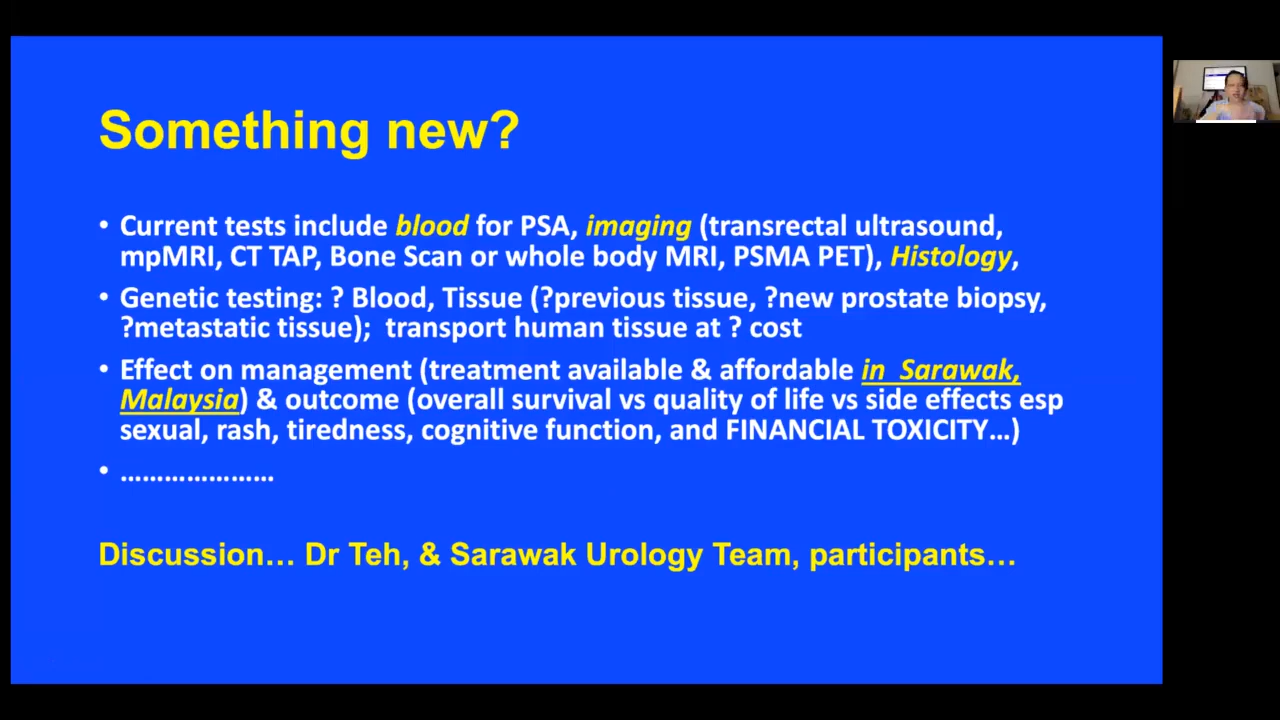 Something new?
• Current tests include blood for PSA, imaging (transrectal ultrasound,
mpMRI, CT TAP, Bone Scan or whole body MRI, PSMA PET), Histology,
• Genetic testing: ? Blood, Tissue (?previous tissue, ?new prostate biopsy,
?metastatic tissue);  transport human tissue at ? cost
• Effect on management (treatment available & affordable in  Sarawak,
Malaysia) & outcome (overall survival vs quality of life vs side effects esp
sexual, rash, tiredness, cognitive function, and FINANCIAL TOXICITY…)
• …………………
Discussion… Dr Teh, & Sarawak Urology Team, participants…